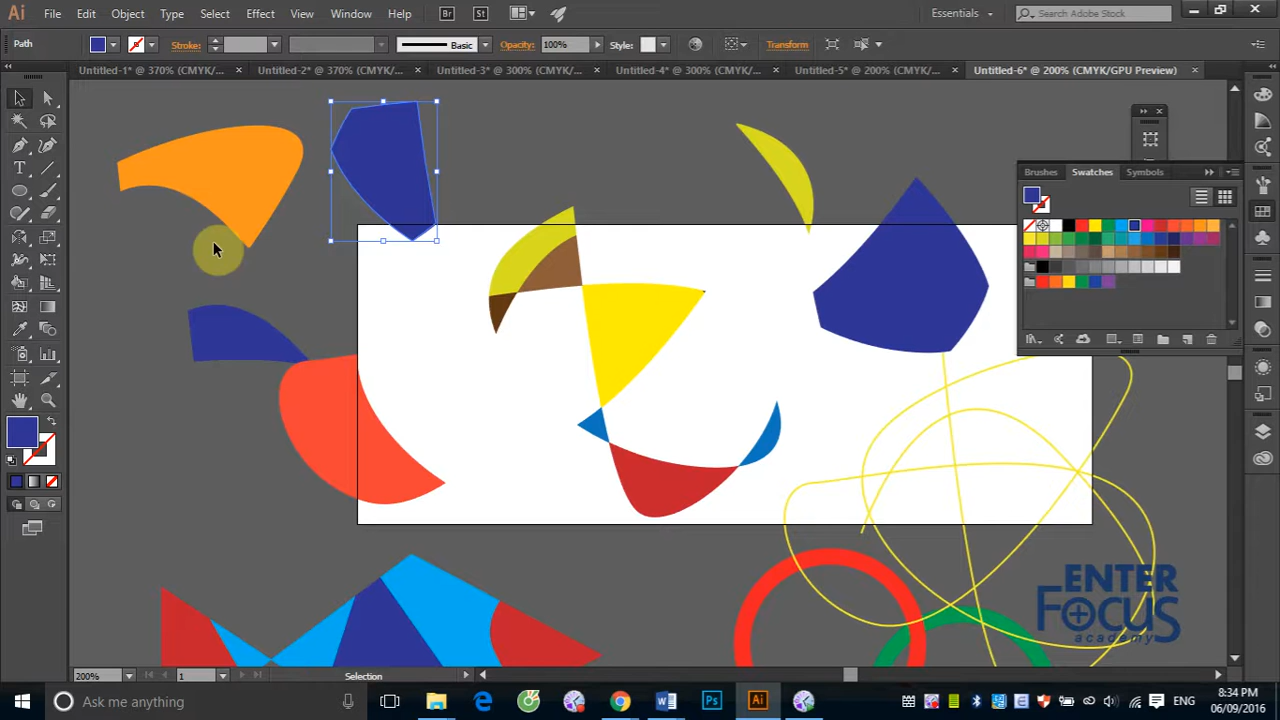 Ai File Edit Object Type Select Effect View Window Help Br St Essentials Search Adobe Stock
Path Stroke: Basic Opacity: 100% Style: Transform
Untitled-1* @ 370% (CMYK/... Untitled-2* @ 370% (CMYK/... Untitled-3* @ 300% (CMYK/... Untitled-4* @ 300% (CMYK/... Untitled-5* @ 200% (CMYK/... Untitled-6* @ 200% (CMYK/GPU Preview)
Brushes Swatches Symbols
ENTER
FOCUS
academy
200% 1 Selection
Ask me anything W Ps Ai ENG 8:34 PM
06/09/2016